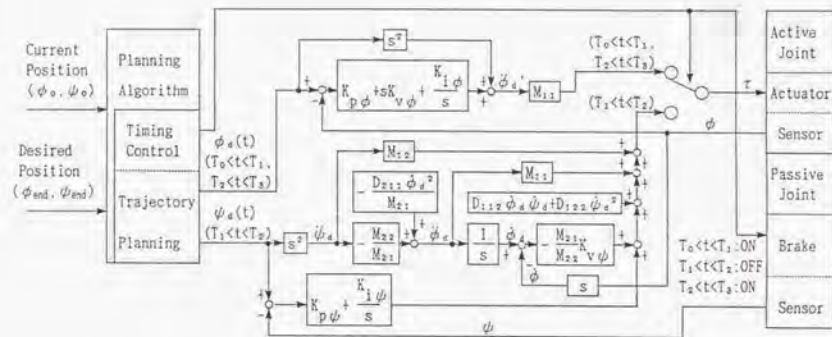 Current
Position
(φ₀, ψ₀)
Desired
Position
(φend, ψend)
Planning
Algorithm
Timing
Control
Trajectory
Planning
φd(t)
(T₀<t<T₁,
T₂<t<T₃)
ψd(t)
(T₁<t<T₂)
s²
+
-
Kpφ+sKvφ+Kiφ/s
+
+
φ̈d'
M₁₁
(T₀<t<T₁,
T₂<t<T₃)
(T₁<t<T₂)
τ
φ
M₁₂
+
+
-D₂₁₁φ̇d²/M₂₁
M₁₁
+
+
D₁₁₂φ̇dψ̇d+D₁₂₂ψ̇d²
+
+
s²
ψ̈d
-M₂₂/M₂₁
+
+
φ̈d
1/s
φ̇d
+
-
φ̇
-M₂₁/M₂₂Kvψ
+
+
s
+
-
Kpψ+Kiψ/s
ψ
Active
Joint
Actuator
Sensor
Passive
Joint
Brake
Sensor
T₀<t<T₁:ON
T₁<t<T₂:OFF
T₂<t<T₃:ON